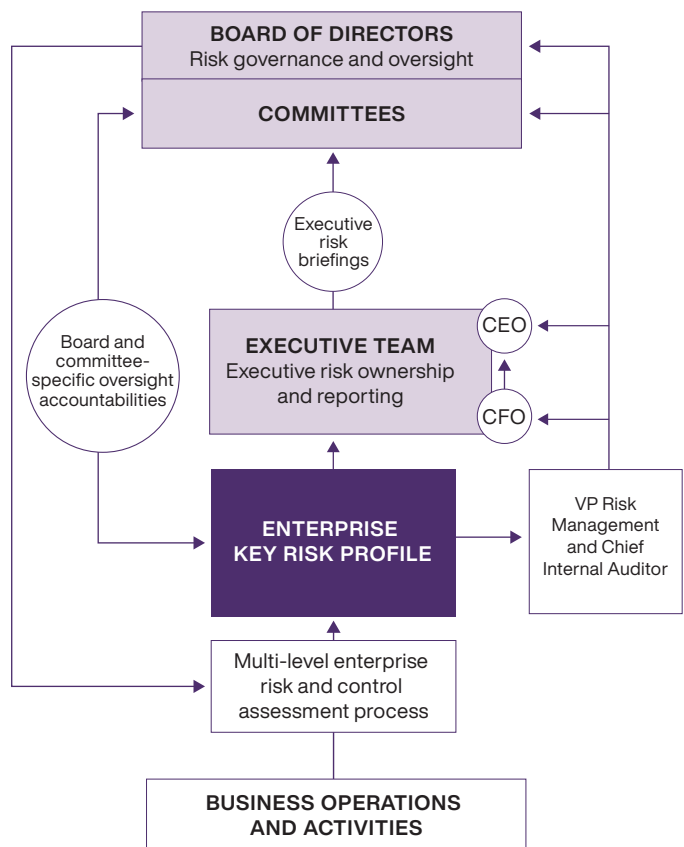 BOARD OF DIRECTORS
Risk governance and oversight
COMMITTEES
Executive
risk
briefings
Board and
committee-
specific oversight
accountabilities
EXECUTIVE TEAM
Executive risk ownership
and reporting
CEO
CFO
ENTERPRISE
KEY RISK PROFILE
VP Risk
Management
and Chief
Internal Auditor
Multi-level enterprise
risk and control
assessment process
BUSINESS OPERATIONS
AND ACTIVITIES